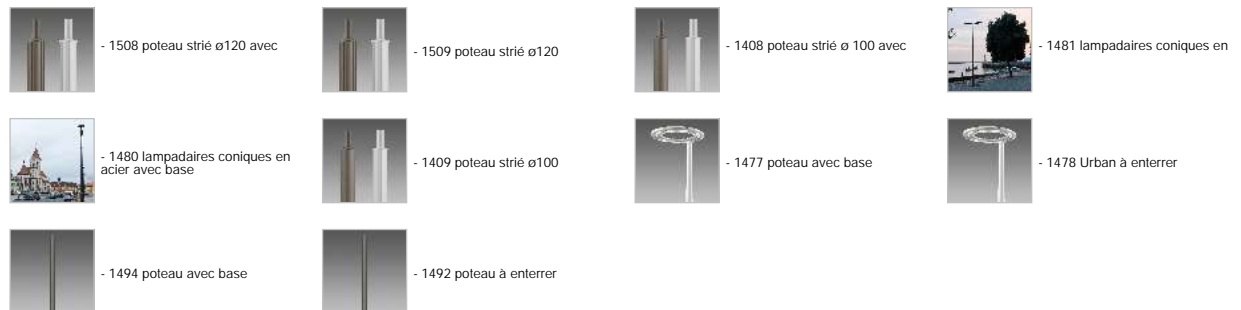 - 1508 poteau strié ø120 avec
- 1509 poteau strié ø120
- 1408 poteau strié ø 100 avec
- 1481 lampadaires coniques en
- 1480 lampadaires coniques en
acier avec base
- 1409 poteau strié ø100
- 1477 poteau avec base
- 1478 Urban à enterrer
- 1494 poteau avec base
- 1492 poteau à enterrer